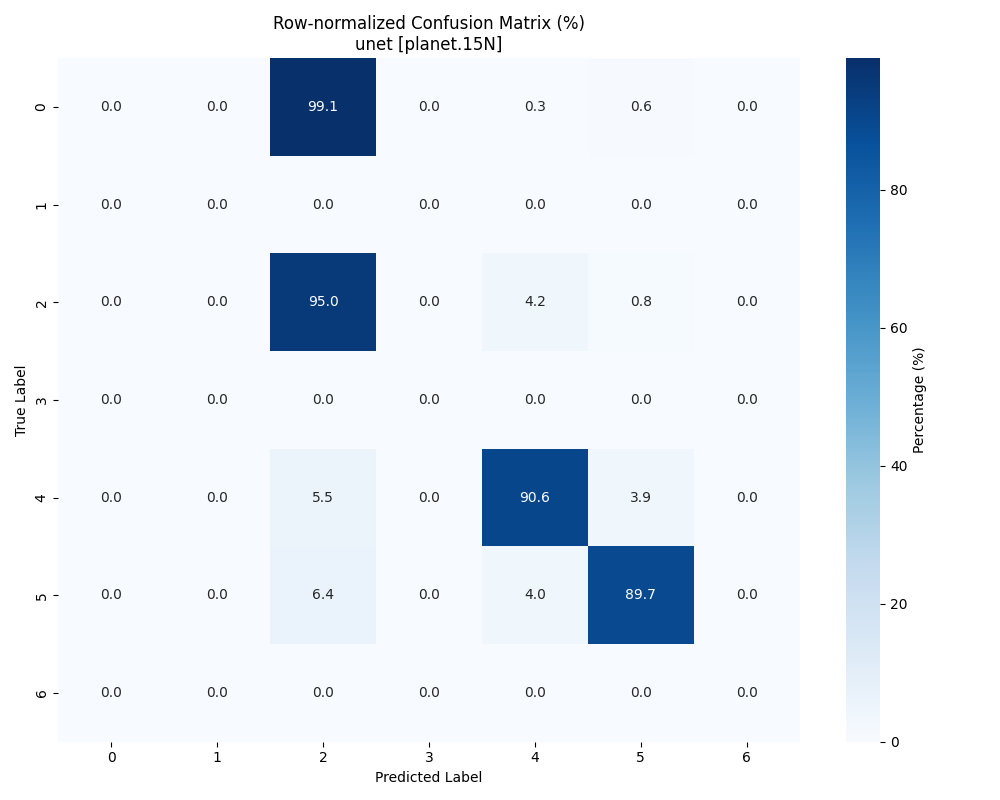 Row-normalized Confusion Matrix (%)
unet [planet.15N]
True Label
0 0.0 0.0 99.1 0.0 0.3 0.6 0.0
1 0.0 0.0 0.0 0.0 0.0 0.0 0.0
2 0.0 0.0 95.0 0.0 4.2 0.8 0.0
3 0.0 0.0 0.0 0.0 0.0 0.0 0.0
4 0.0 0.0 5.5 0.0 90.6 3.9 0.0
5 0.0 0.0 6.4 0.0 4.0 89.7 0.0
6 0.0 0.0 0.0 0.0 0.0 0.0 0.0
0 1 2 3 4 5 6
Predicted Label
80
60
40
20
0
Percentage (%)